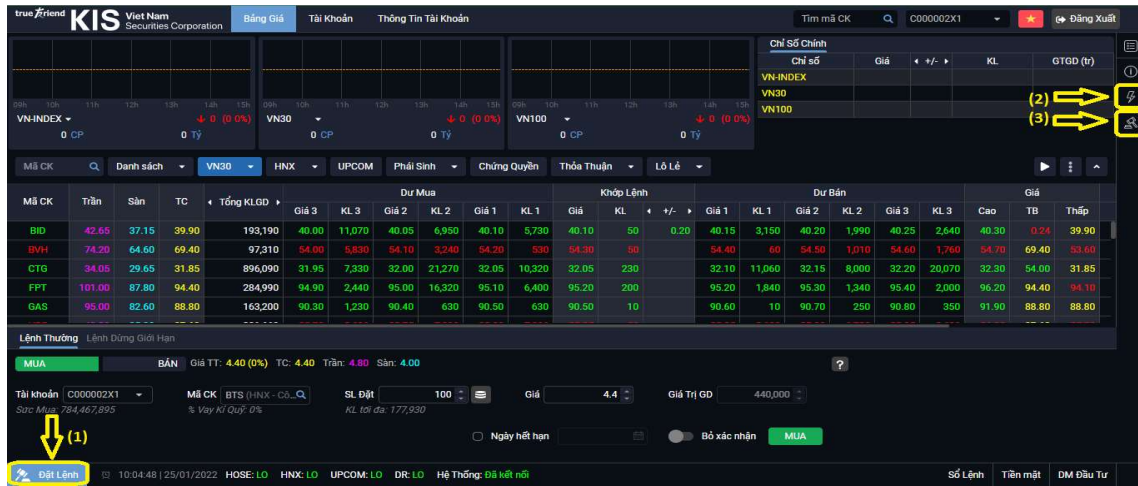 true friend KIS Viet Nam Securities Corporation Bảng Giá Tài Khoản Thông Tin Tài Khoản Tìm mã CK C000002X1 Đăng Xuất
Chỉ Số Chính
Chỉ số Giá +/- KL GTGD (tr)
VN-INDEX
VN30
VN100
(2)
(3)
09h 10h 11h 12h 13h 14h 15h 09h 10h 11h 12h 13h 14h 15h 09h 10h 11h 12h 13h 14h 15h
VN-INDEX 0 (0 0%) VN30 0 (0 0%) VN100 0 (0 0%)
0 CP 0 Tỷ 0 CP 0 Tỷ 0 CP 0 Tỷ
Mã CK Danh sách VN30 HNX UPCOM Phái Sinh Chứng Quyền Thỏa Thuận Lô Lẻ
Mã CK Trần Sàn TC Tổng KLGD Dư Mua Khớp Lệnh Dư Bán Giá
Giá 3 KL 3 Giá 2 KL 2 Giá 1 KL 1 Giá KL +/- Giá 1 KL 1 Giá 2 KL 2 Giá 3 KL 3 Cao TB Thấp
BID 42.65 37.15 39.90 193,190 40.00 11,070 40.05 6,950 40.10 5,730 40.10 50 0.20 40.15 3,150 40.20 1,990 40.25 2,640 40.30 0.24 39.90
BVH 74.20 64.60 69.40 97,310 54.00 5,830 54.10 3,240 54.20 530 54.30 50 54.40 60 54.50 1,010 54.60 1,760 54.70 69.40 53.60
CTG 34.05 29.65 31.85 896,090 31.95 7,330 32.00 21,270 32.05 10,320 32.05 230 32.10 11,060 32.15 8,000 32.20 20,070 32.30 54.00 31.85
FPT 101.00 87.80 94.40 284,990 94.90 2,440 95.00 16,320 95.10 6,400 95.20 200 95.20 1,840 95.30 1,340 95.40 2,000 96.20 94.40 94.10
GAS 95.00 82.60 88.80 163,200 90.30 1,230 90.40 630 90.50 630 90.50 10 90.60 10 90.70 250 90.80 350 91.90 88.80 88.80
Lệnh Thường Lệnh Dừng Giới Hạn
MUA BÁN Giá TT: 4.40 (0%) TC: 4.40 Trần: 4.80 Sàn: 4.00 ?
Tài khoản C000002X1 Mã CK BTS (HNX - Cô... SL Đặt 100 Giá 4.4 Giá Trị GD 440,000
Sức Mua: 784,467,895 % Vay Kí Quỹ: 0% KL tối đa: 177,930
(1) Ngày hết hạn Bỏ xác nhận MUA
Đặt Lệnh 10:04:48 | 25/01/2022 HOSE: LO HNX: LO UPCOM: LO DR: LO Hệ Thống: Đã kết nối Sổ Lệnh Tiền mặt DM Đầu Tư